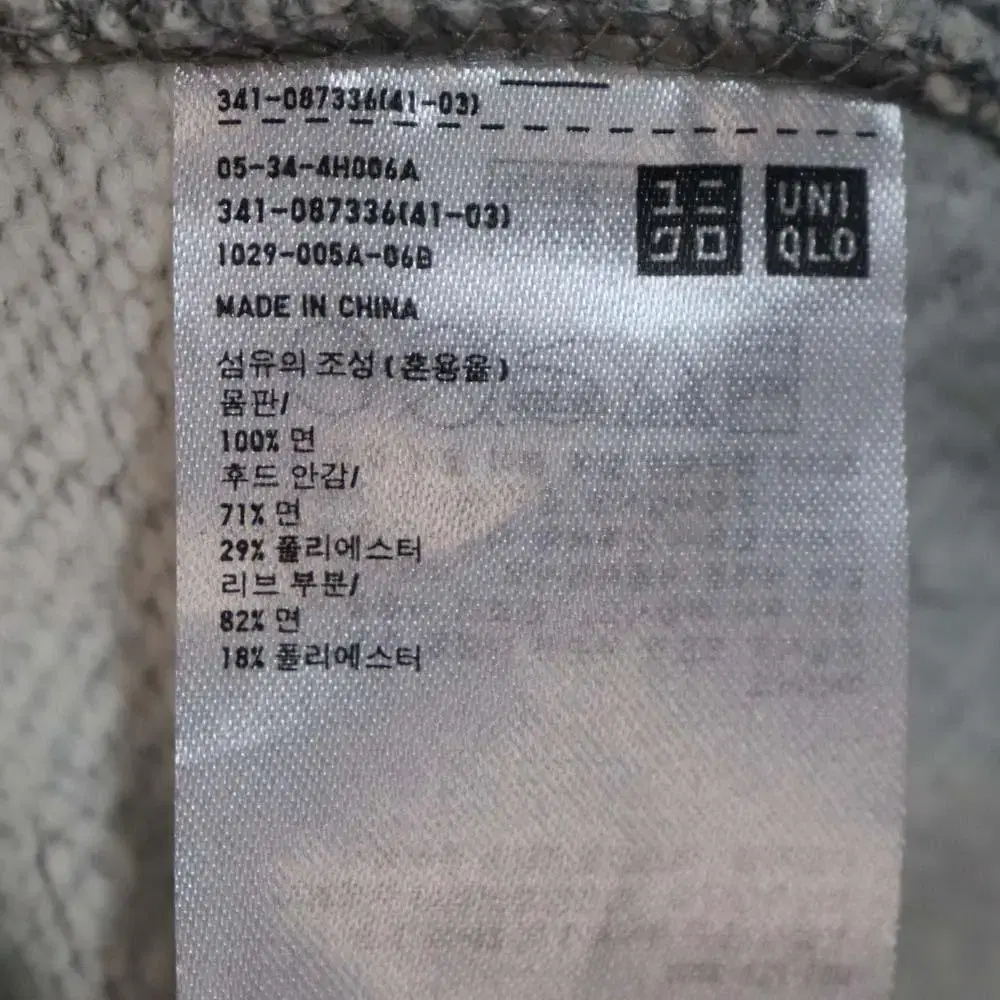 341-087336(41-03)
05-34-4H006A
341-087336(41-03)
1029-005A-06B
ユニ
クロ
UNI
QLO
MADE IN CHINA
섬유의 조성 (혼용율)
몸판/
100% 면
후드 안감/
71% 면
29% 폴리에스터
리브 부분/
82% 면
18% 폴리에스터